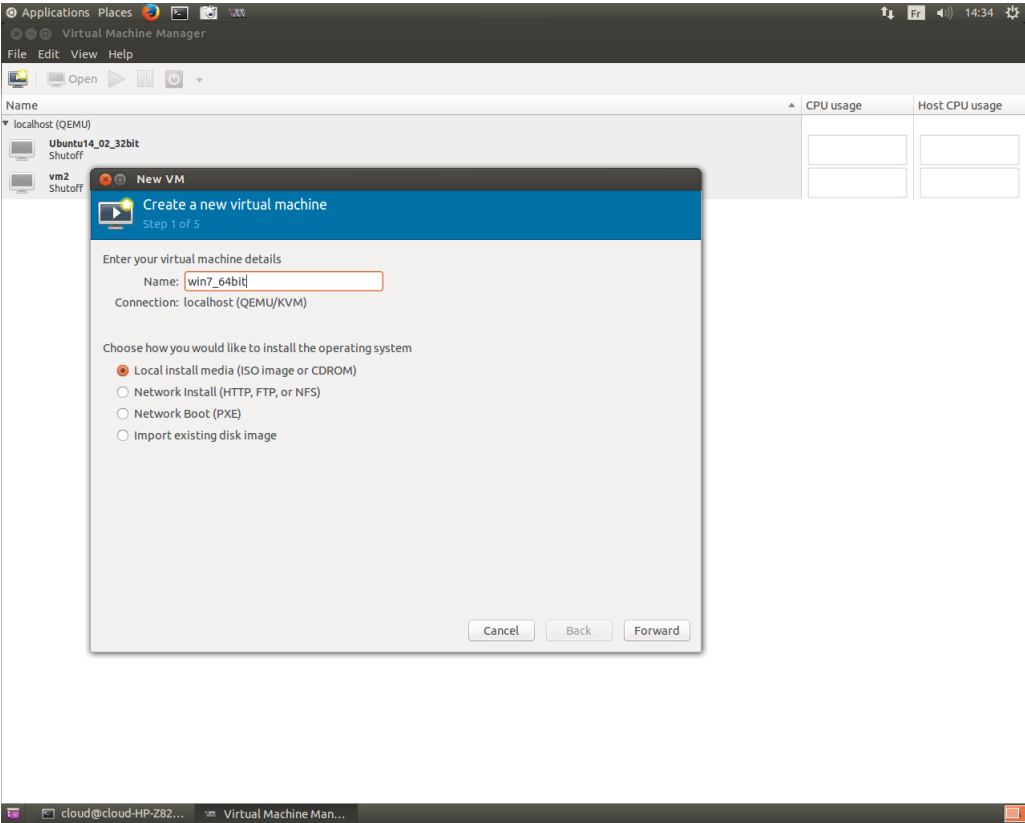 Applications Places Fr 14:34
Virtual Machine Manager
File Edit View Help
Open
Name CPU usage Host CPU usage
localhost (QEMU)
Ubuntu14_02_32bit
Shutoff
vm2
Shutoff
New VM
Create a new virtual machine
Step 1 of 5
Enter your virtual machine details
Name: win7_64bit
Connection: localhost (QEMU/KVM)
Choose how you would like to install the operating system
Local install media (ISO image or CDROM)
Network Install (HTTP, FTP, or NFS)
Network Boot (PXE)
Import existing disk image
Cancel Back Forward
cloud@cloud-HP-Z82... Virtual Machine Man...